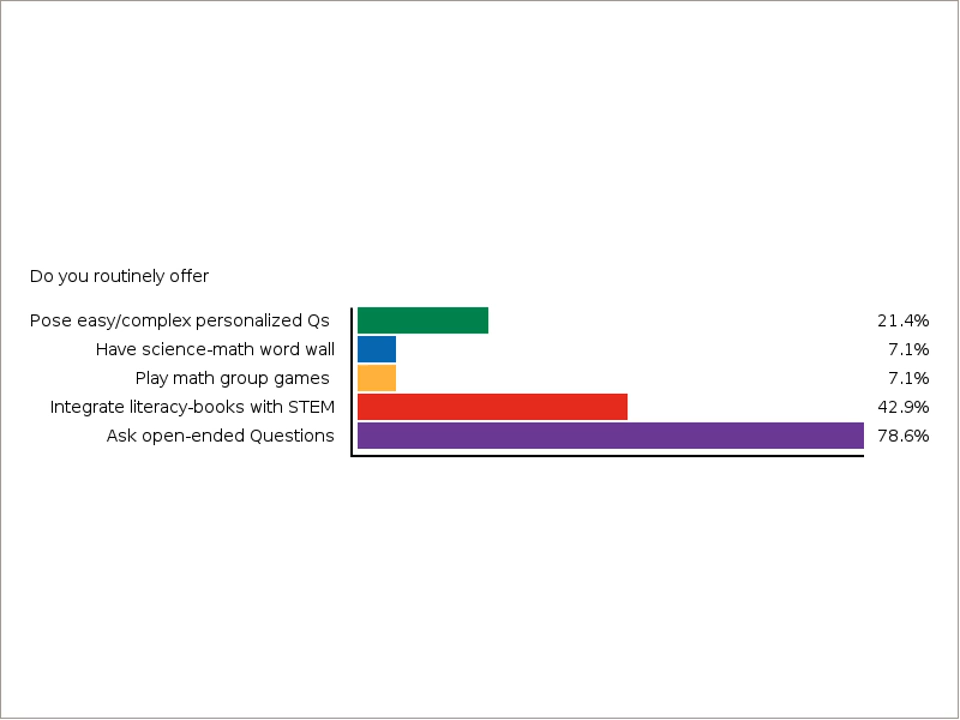 Do you routinely offer
Pose easy/complex personalized Qs 21.4%
Have science-math word wall 7.1%
Play math group games 7.1%
Integrate literacy-books with STEM 42.9%
Ask open-ended Questions 78.6%